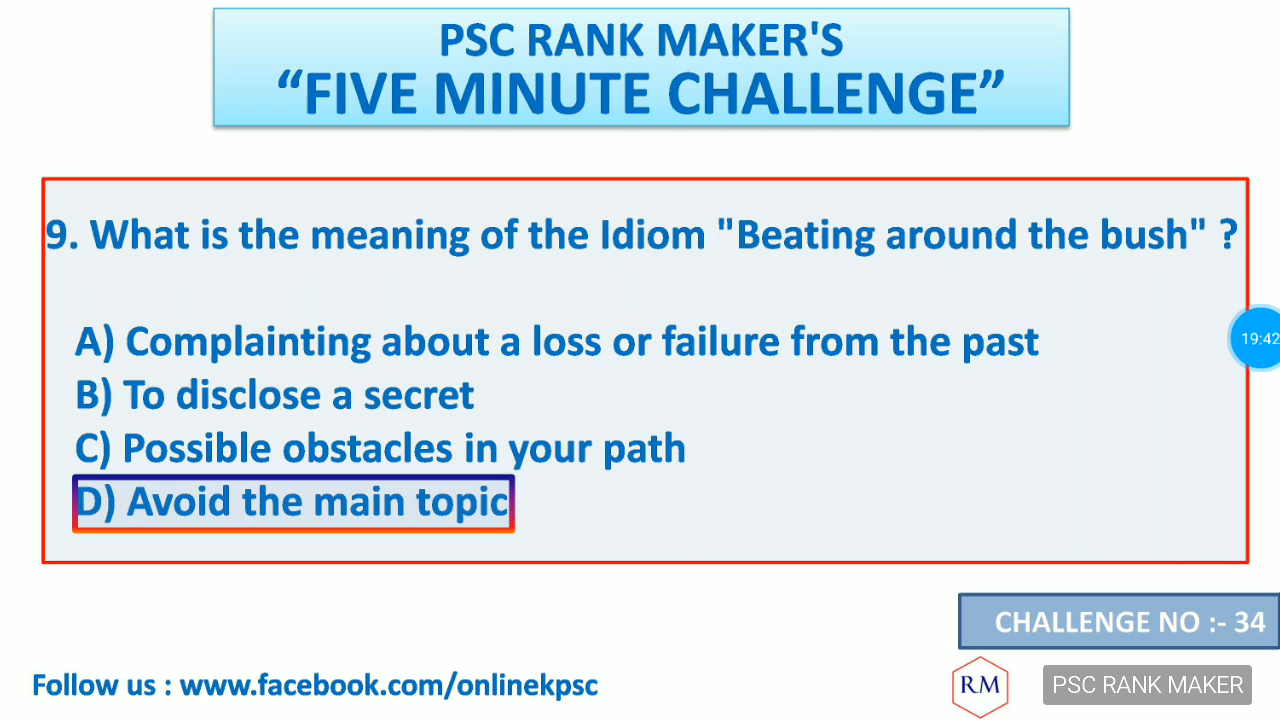 PSC RANK MAKER'S
“FIVE MINUTE CHALLENGE”
9. What is the meaning of the Idiom "Beating around the bush" ?
A) Complainting about a loss or failure from the past
B) To disclose a secret
C) Possible obstacles in your path
D) Avoid the main topic
19:42
CHALLENGE NO :- 34
Follow us : www.facebook.com/onlinekpsc
RM
PSC RANK MAKER